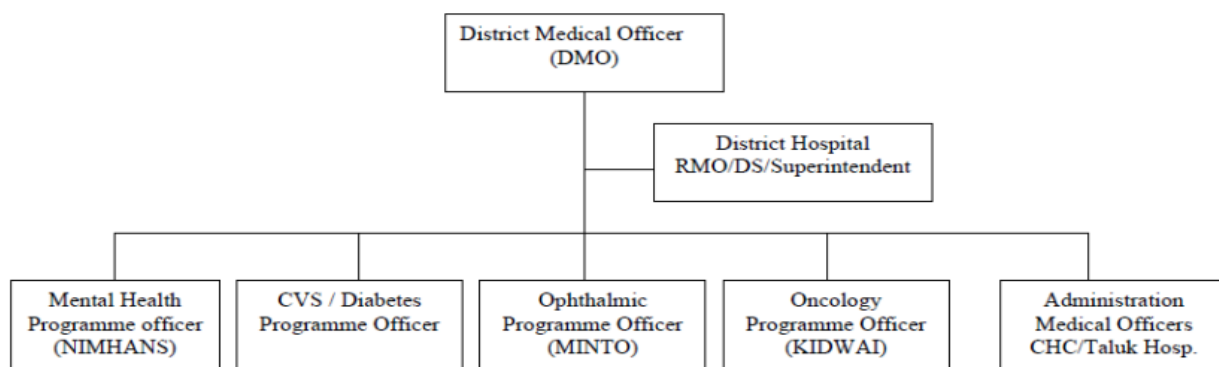 District Medical Officer
(DMO)
District Hospital
RMO/DS/Superintendent
Mental Health
Programme officer
(NIMHANS)
CVS / Diabetes
Programme Officer
Ophthalmic
Programme Officer
(MINTO)
Oncology
Programme Officer
(KIDWAI)
Administration
Medical Officers
CHC/Taluk Hosp.